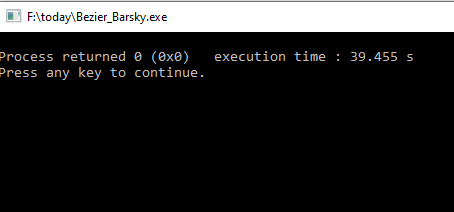 F:\today\Bezier_Barsky.exe
Process returned 0 (0x0)   execution time : 39.455 s
Press any key to continue.